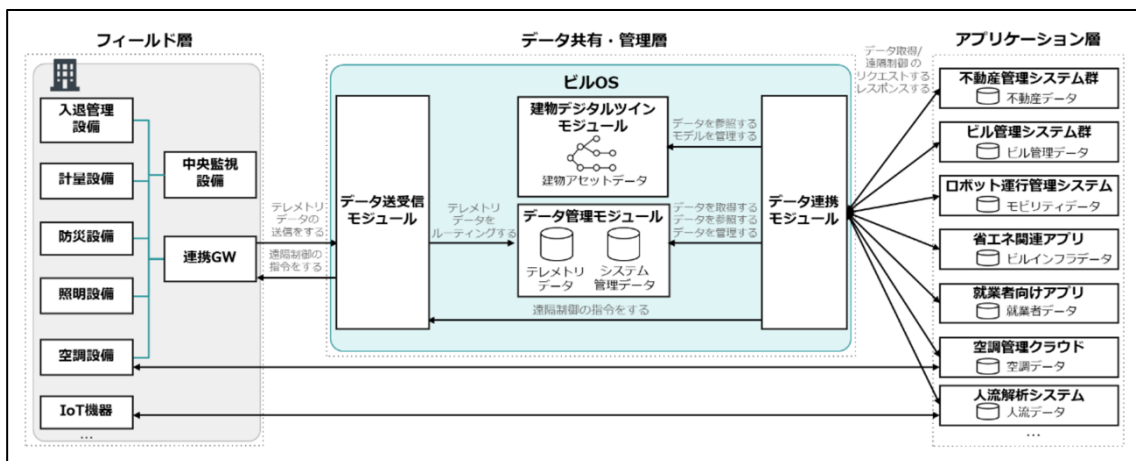 フィールド層
入退管理
設備
計量設備
防災設備
照明設備
空調設備
IoT機器
…
中央監視
設備
連携GW
テレメトリ
データの
送信をする
遠隔制御の
指令をする
データ共有・管理層
ビルOS
データ送受信
モジュール
テレメトリ
データを
ルーティングする
建物デジタルツイン
モジュール
建物アセットデータ
データ管理モジュール
テレメトリ
データ
システム
管理データ
遠隔制御の指令をする
データを参照する
モデルを管理する
データを取得する
データを参照する
データを管理する
データ連携
モジュール
データ取得/
遠隔制御の
リクエストする
レスポンスする
アプリケーション層
不動産管理システム群
不動産データ
ビル管理システム群
ビル管理データ
ロボット運行管理システム
モビリティデータ
省エネ関連アプリ
ビルインフラデータ
就業者向けアプリ
就業者データ
空調管理クラウド
空調データ
人流解析システム
人流データ
…